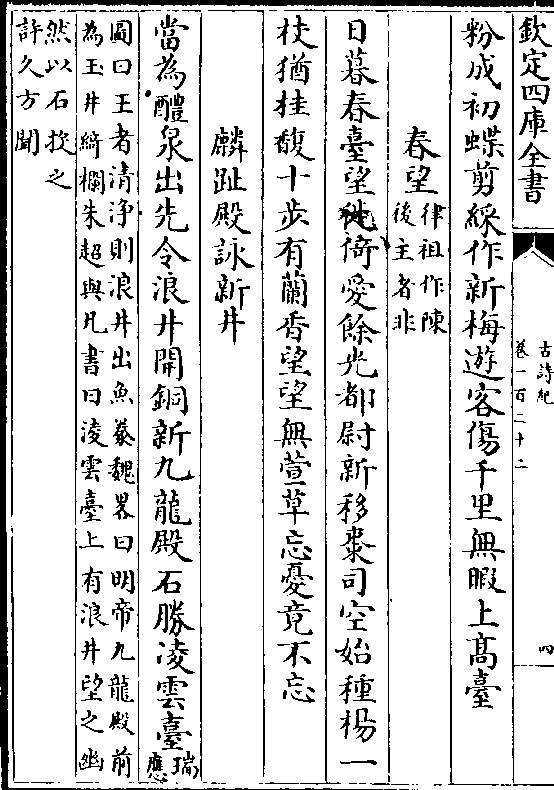 欽定四庫全書
古詩紀
卷一百二十二
四
粉成初蝶剪綵作新梅遊客傷千里無暇上髙臺
春望律祖作陳
後主者非
日暮春臺望徙倚愛餘光都尉新移棗司空始種楊一
枝猶桂馥十步有蘭香望望無萱草忘憂竟不忘
麟趾殿詠新井
當為醴泉出先令浪井開銅新九龍殿石勝凌雲臺瑞
應
圖曰王者清浄則浪井出魚豢魏畧曰明帝九龍殿前
為玉井綺欄朱超與凡書曰淩雲臺上有浪井望之幽
然以石投之
許久方聞